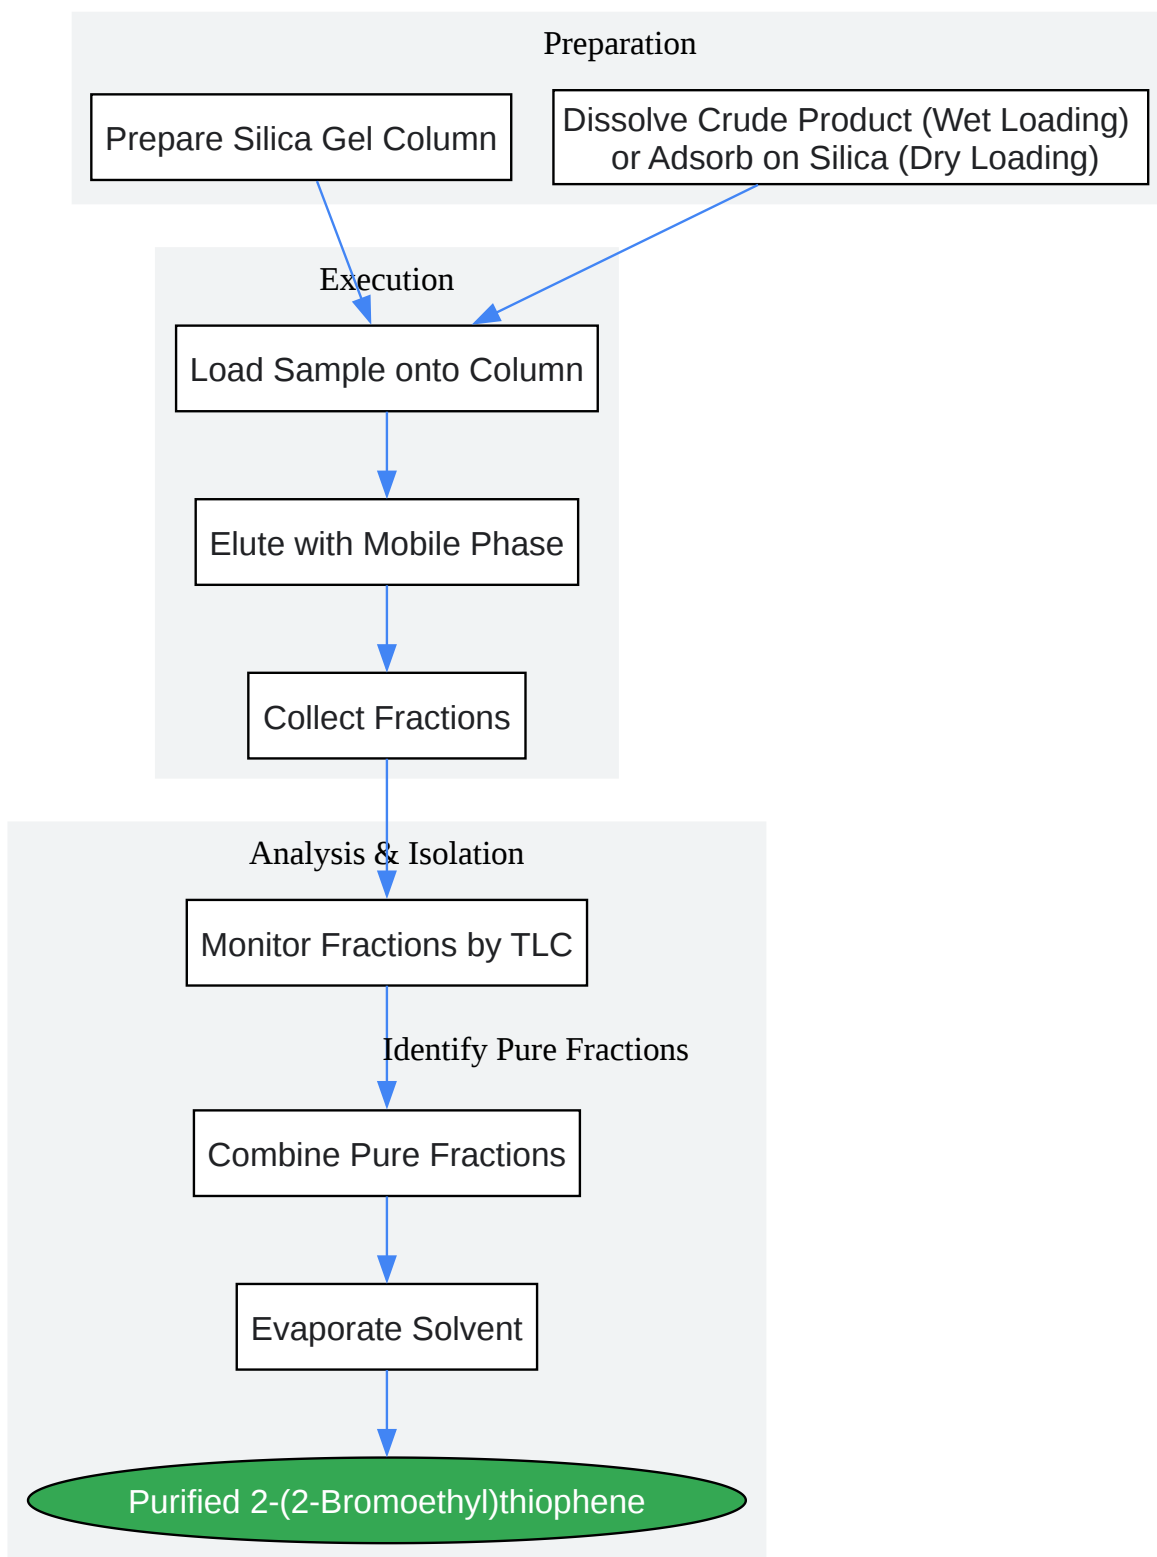 Preparation
Prepare Silica Gel Column
Dissolve Crude Product (Wet Loading)
or Adsorb on Silica (Dry Loading)
Execution
Load Sample onto Column
Elute with Mobile Phase
Collect Fractions
Analysis & Isolation
Monitor Fractions by TLC
Identify Pure Fractions
Combine Pure Fractions
Evaporate Solvent
Purified 2-(2-Bromoethyl)thiophene